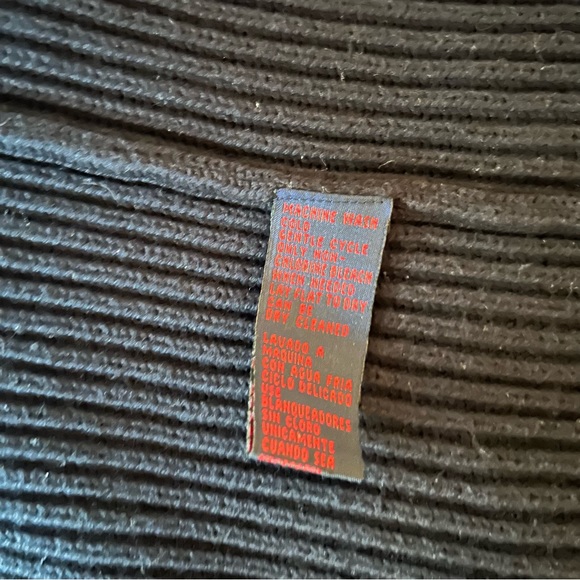 MACHINE WASH
COLD
GENTLE CYCLE
ONLY NON-
CHLORINE BLEACH
WHEN NEEDED
LAY FLAT TO DRY
CAN BE
DRY CLEANED
LAVADO A
MAQUINA
CON AGUA FRIA
CICLO DELICADO
USE
BLANQUEADORES
SIN CLORO
UNICAMENTE
CUANDO SEA